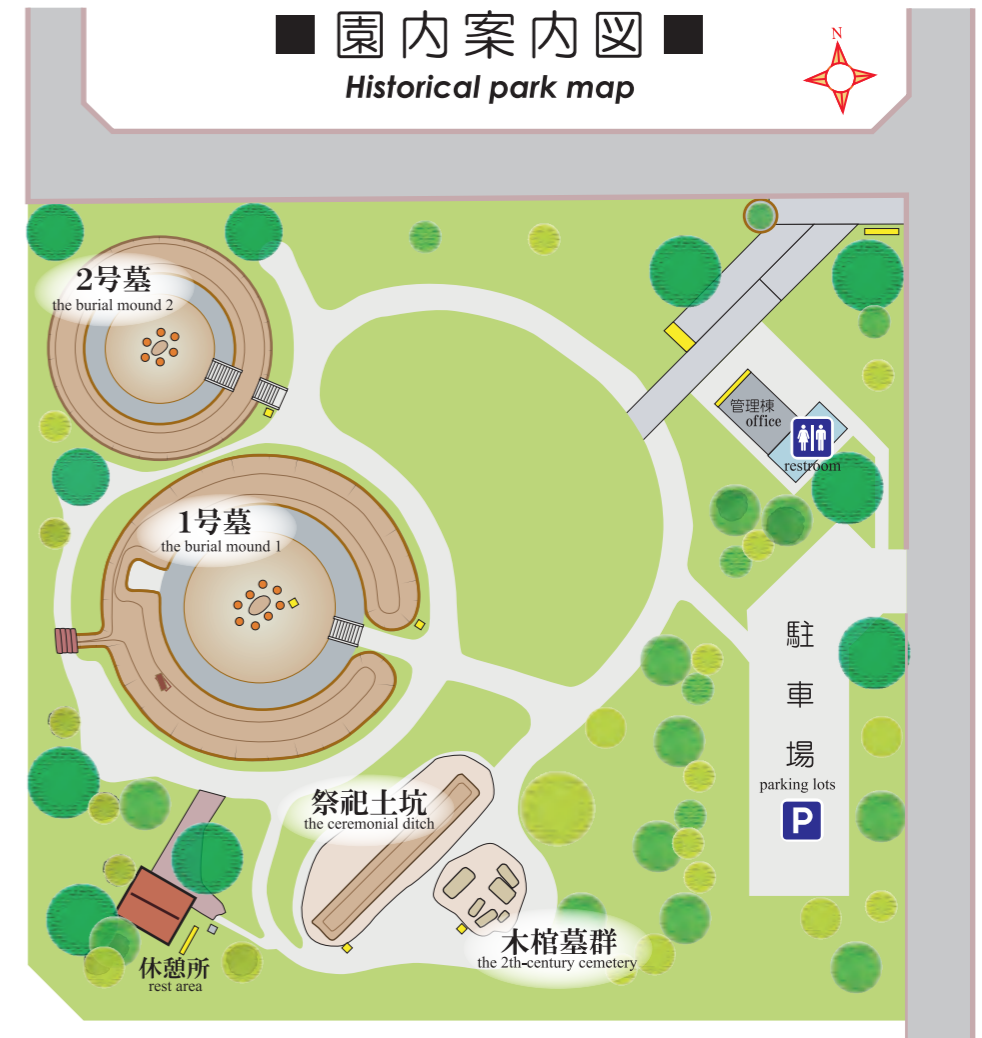 ■ 園内案内図 ■
Historical park map
N
2号墓
the burial mound 2
管理棟
office
restroom
1号墓
the burial mound 1
駐車場
parking lots
P
祭祀土坑
the ceremonial ditch
木棺墓群
the 2th-century cemetery
休憩所
rest area